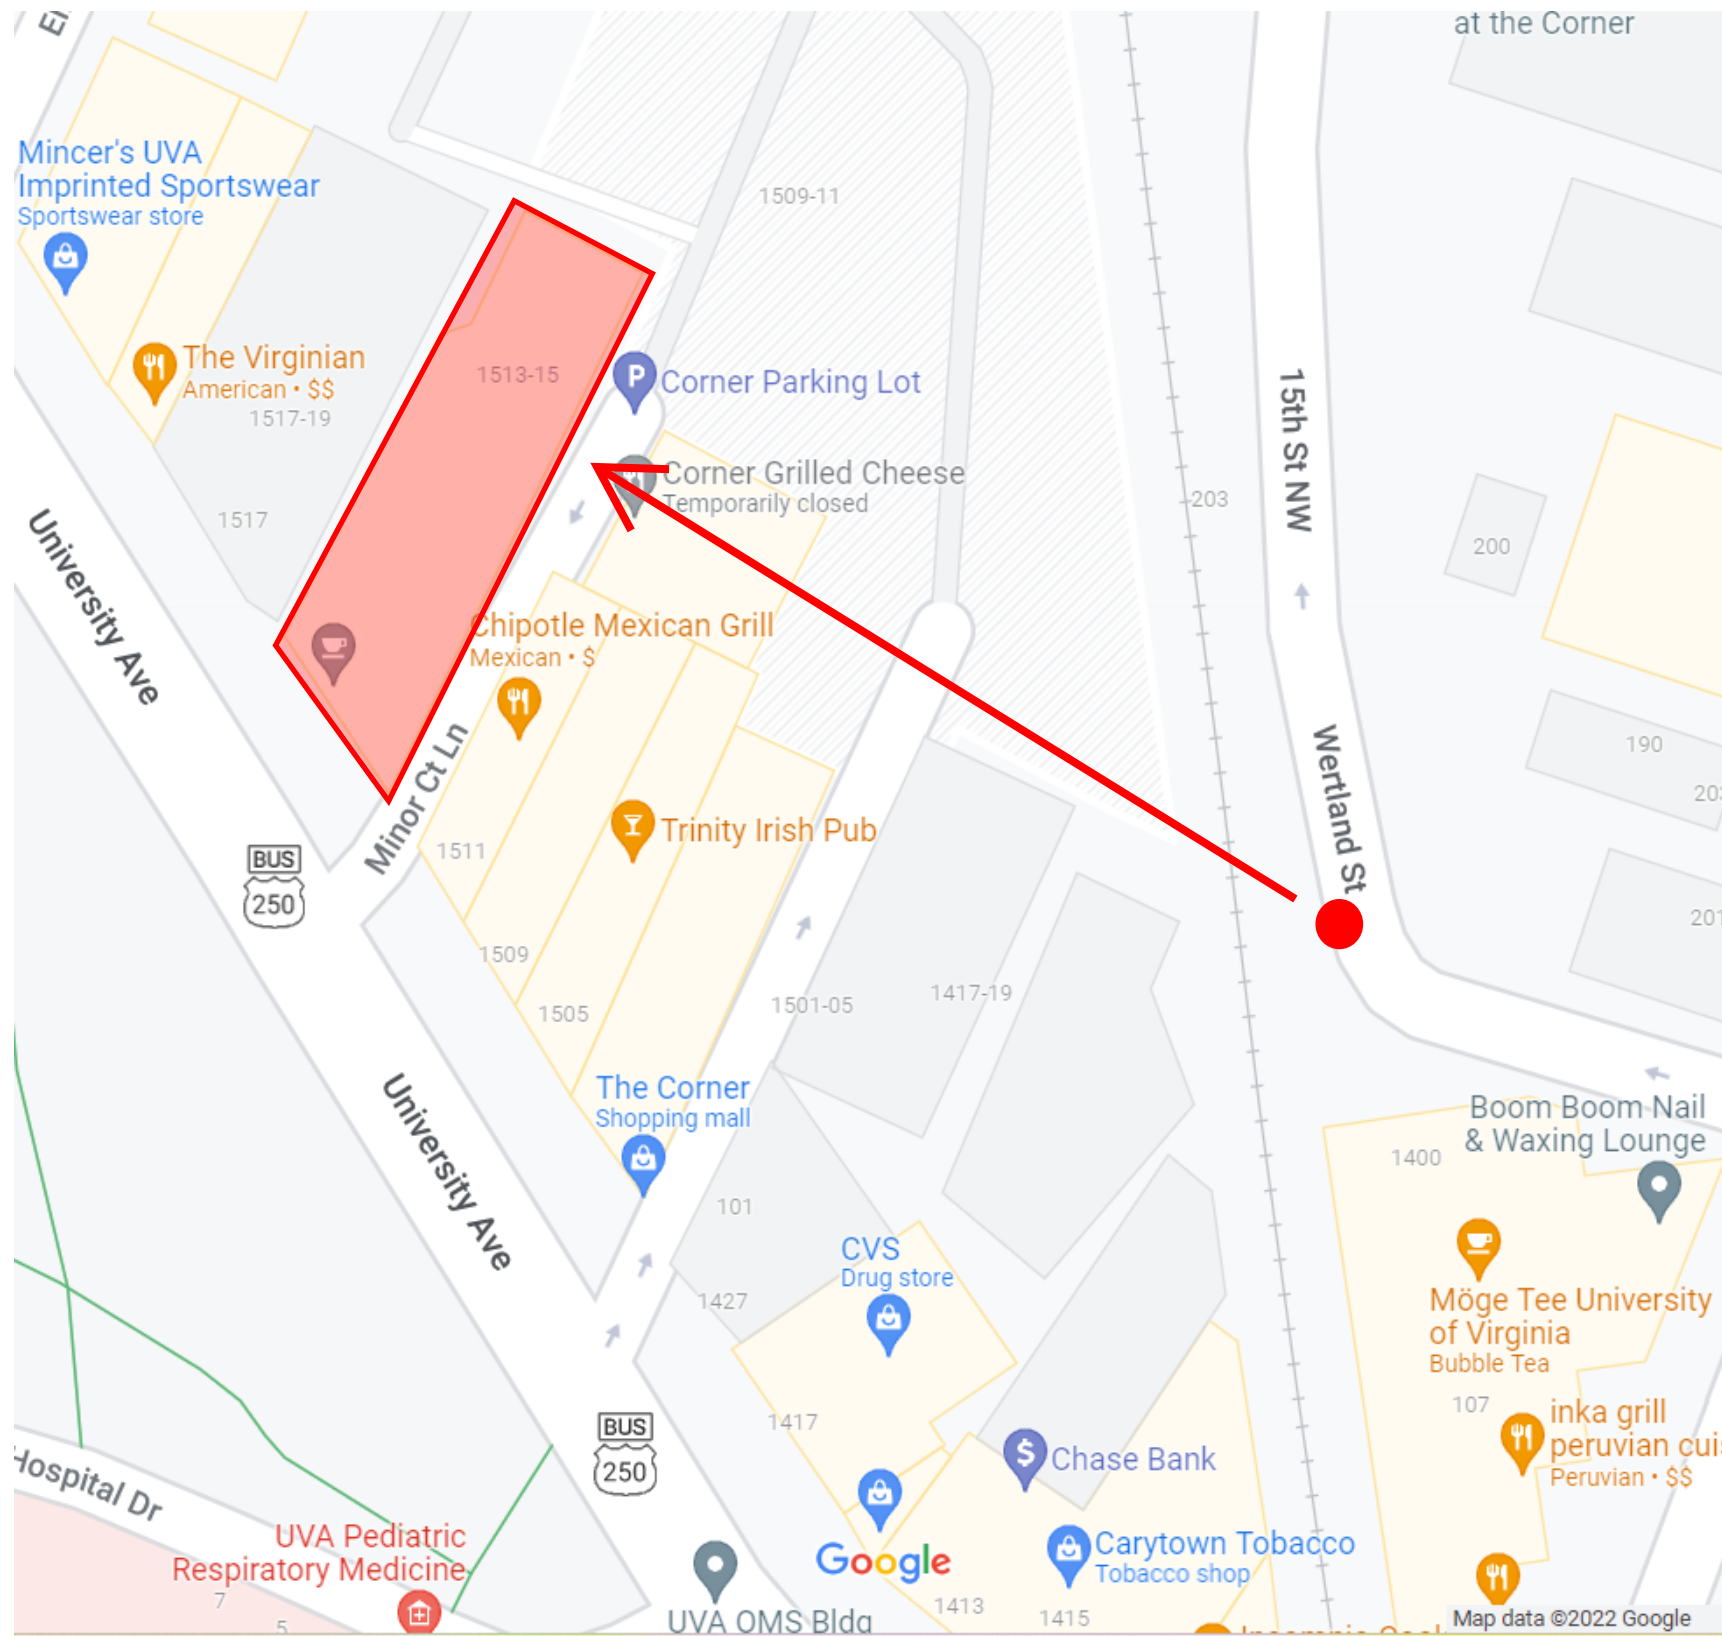 El
at the Corner
Mincer's UVA
Imprinted Sportswear
Sportswear store
1509-11
The Virginian
American • $$
1517-19
1513-15
Corner Parking Lot
15th St NW
Corner Grilled Cheese
Temporarily closed
203
1517
200
University Ave
Chipotle Mexican Grill
Mexican • $
Minor Ct Ln
Wertland St
190
203
Trinity Irish Pub
1511
BUS
250
201
1509
1505
1501-05
1417-19
The Corner
Shopping mall
University Ave
Boom Boom Nail
& Waxing Lounge
1400
101
CVS
Drug store
1427
Möge Tee University
of Virginia
Bubble Tea
107
inka grill
peruvian cuis
Peruvian • $$
1417
BUS
250
Chase Bank
Hospital Dr
UVA Pediatric
Respiratory Medicine
Google
Carytown Tobacco
Tobacco shop
7
5
UVA OMS Bldg
1413
1415
Map data ©2022 Google